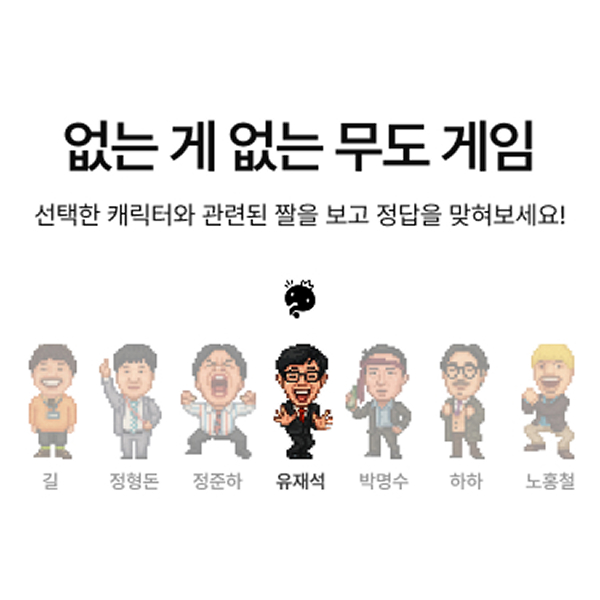 없는 게 없는 무도 게임
선택한 캐릭터와 관련된 짤을 보고 정답을 맞혀보세요!
길 정형돈 정준하 유재석 박명수 하하 노홍철